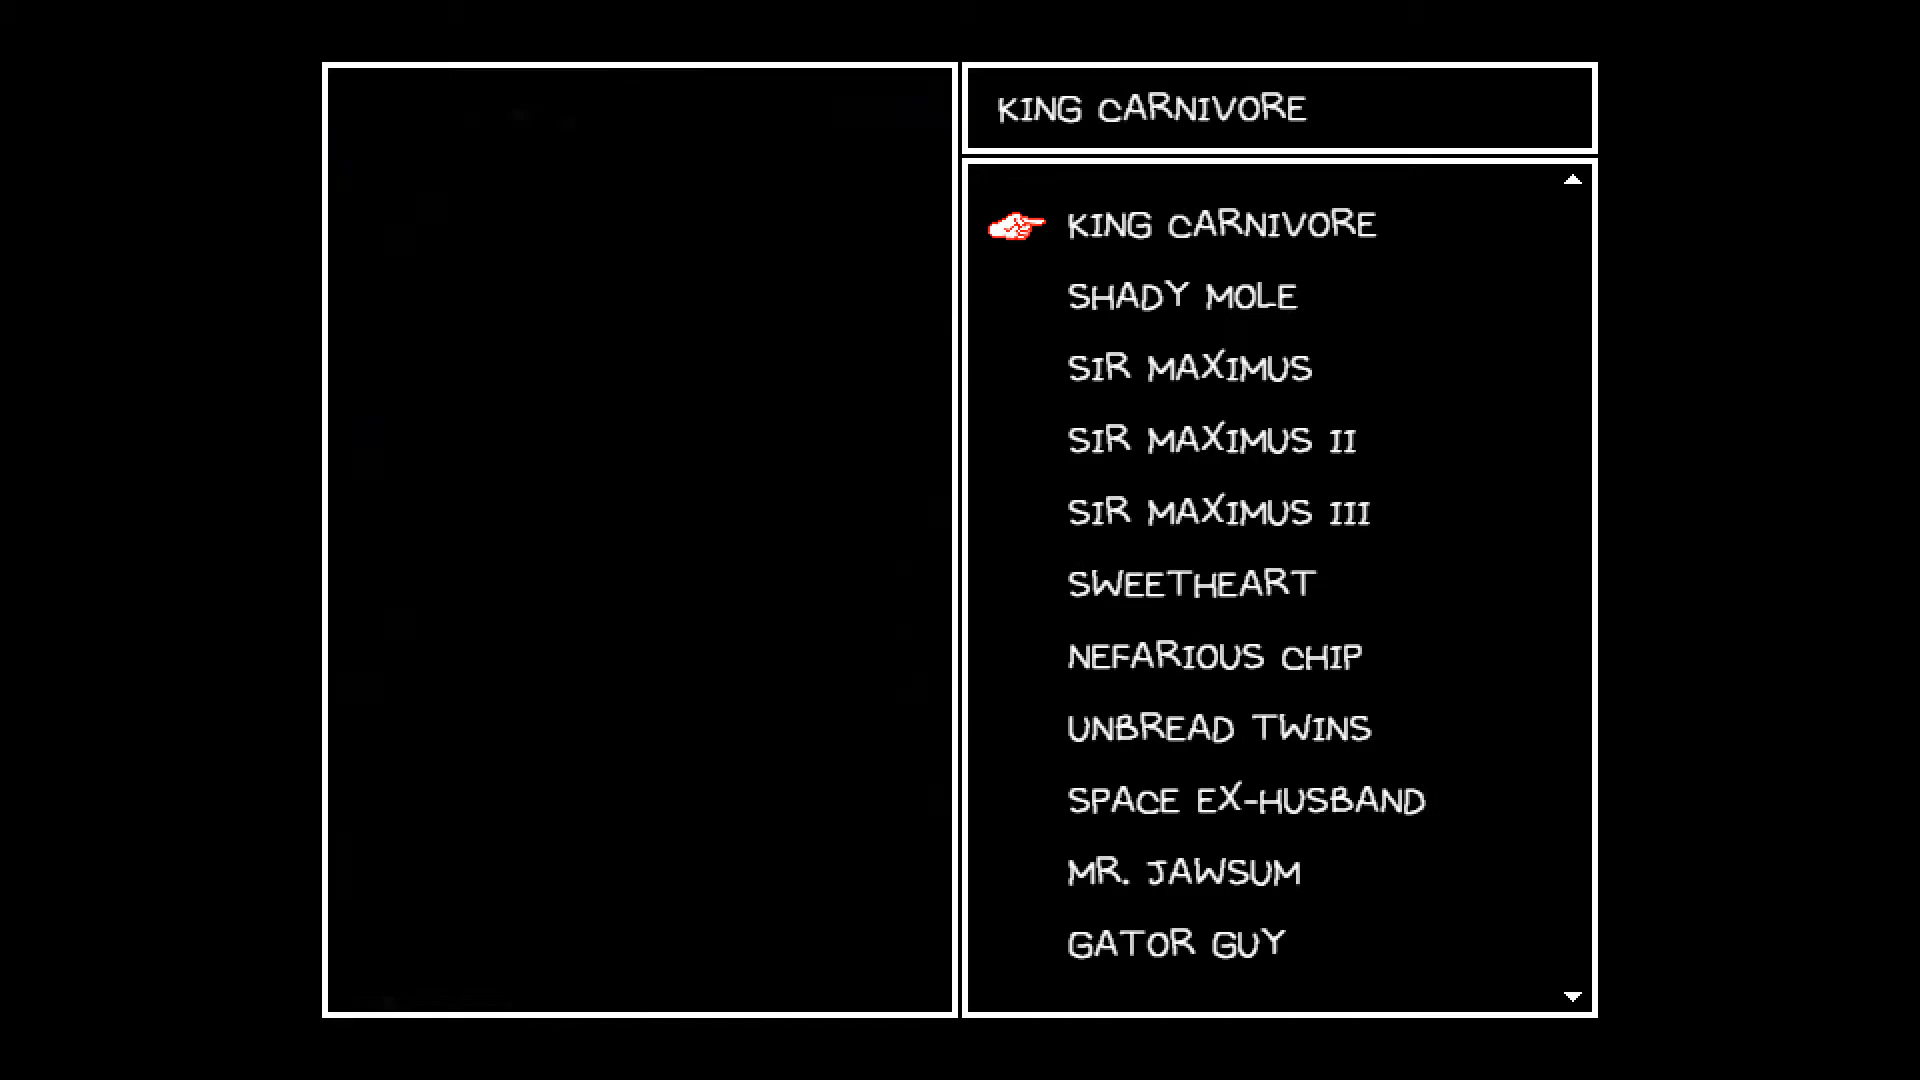 KING CARNIVORE
KING CARNIVORE
SHADY MOLE
SIR MAXIMUS
SIR MAXIMUS II
SIR MAXIMUS III
SWEETHEART
NEFARIOUS CHIP
UNBREAD TWINS
SPACE EX-HUSBAND
MR. JAWSUM
GATOR GUY